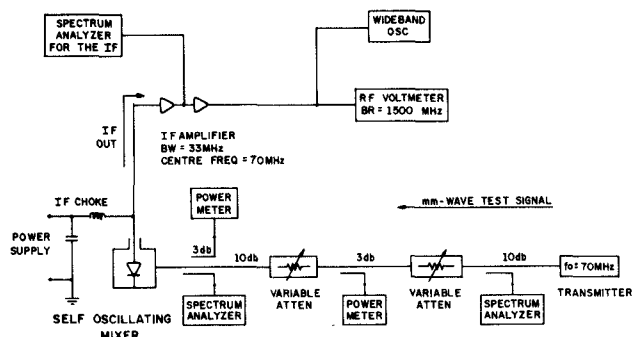 SPECTRUM
ANALYZER
FOR THE IF
WIDEBAND
OSC
RF VOLTMETER
BR = 1500 MHz
IF
OUT
IF AMPLIFIER
BW = 33MHz
CENTRE FREQ = 70MHz
IF CHOKE
POWER
METER
mm-WAVE TEST SIGNAL
POWER
SUPPLY
3db
10db
3db
10db
fo= 70MHz
SPECTRUM
ANALYZER
VARIABLE
ATTEN
POWER
METER
VARIABLE
ATTEN
SPECTRUM
ANALYZER
TRANSMITTER
SELF OSCILLATING
MIXER